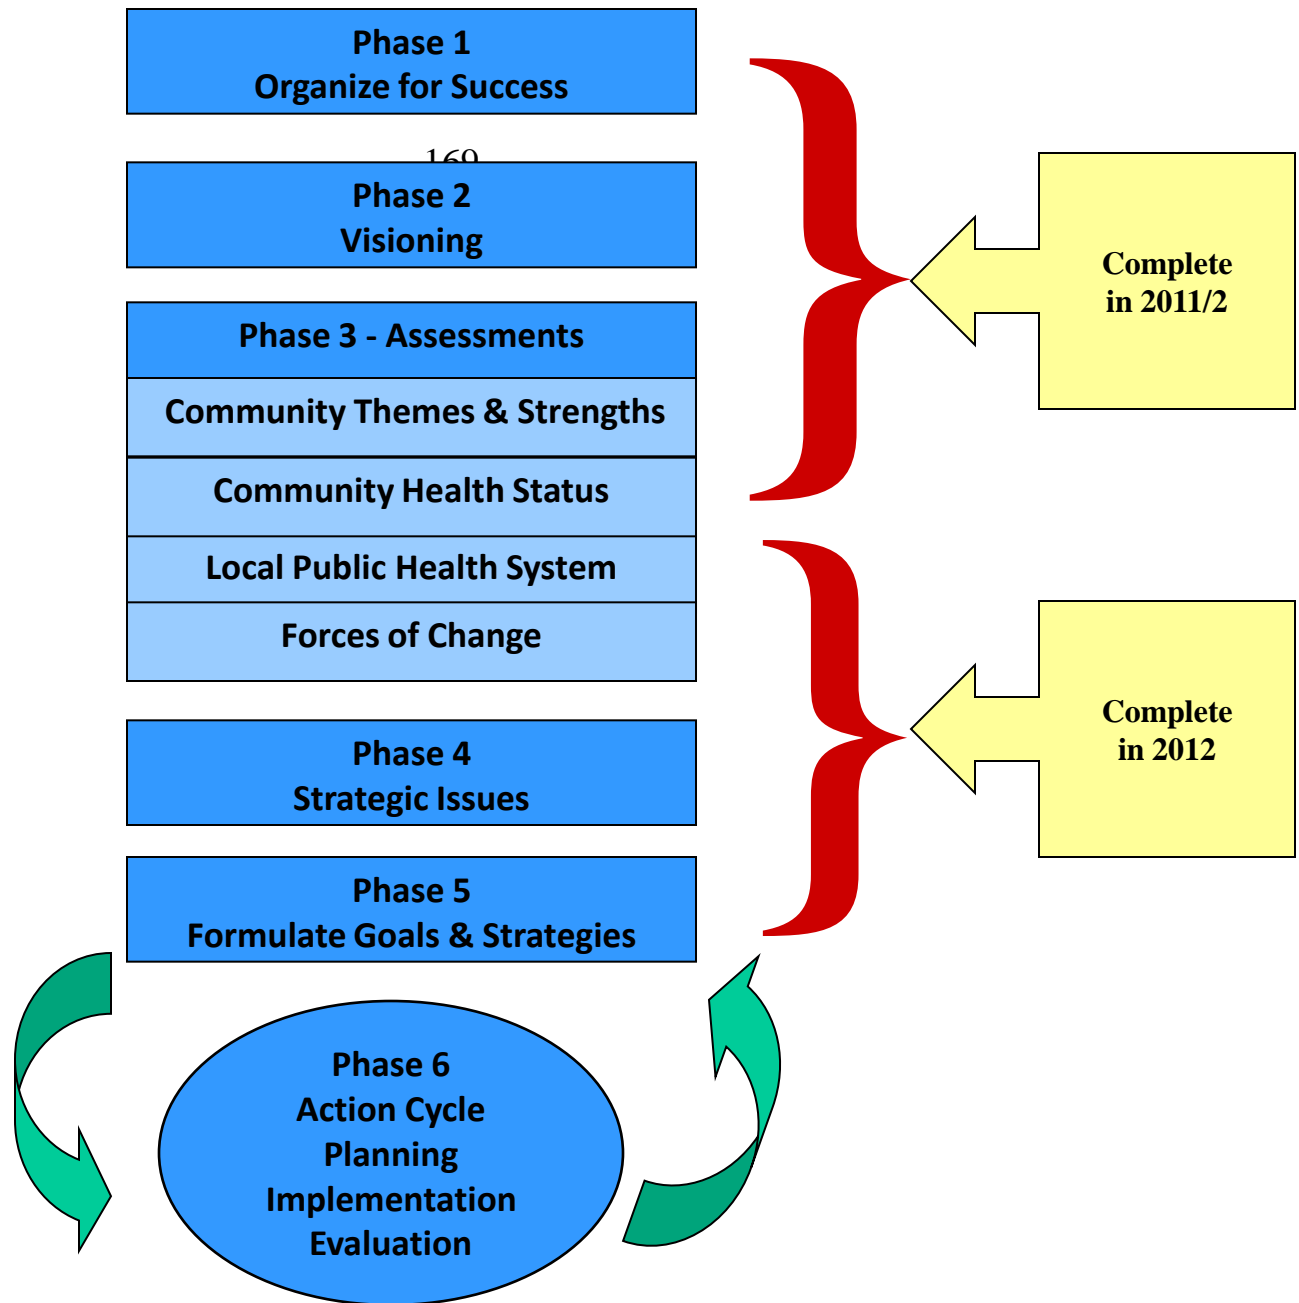 Phase 1
Organize for Success
169
Phase 2
Visioning
Phase 3 - Assessments
Community Themes & Strengths
Community Health Status
Local Public Health System
Forces of Change
Phase 4
Strategic Issues
Phase 5
Formulate Goals & Strategies
Phase 6
Action Cycle
Planning
Implementation
Evaluation
Complete
in 2011/2
Complete
in 2012